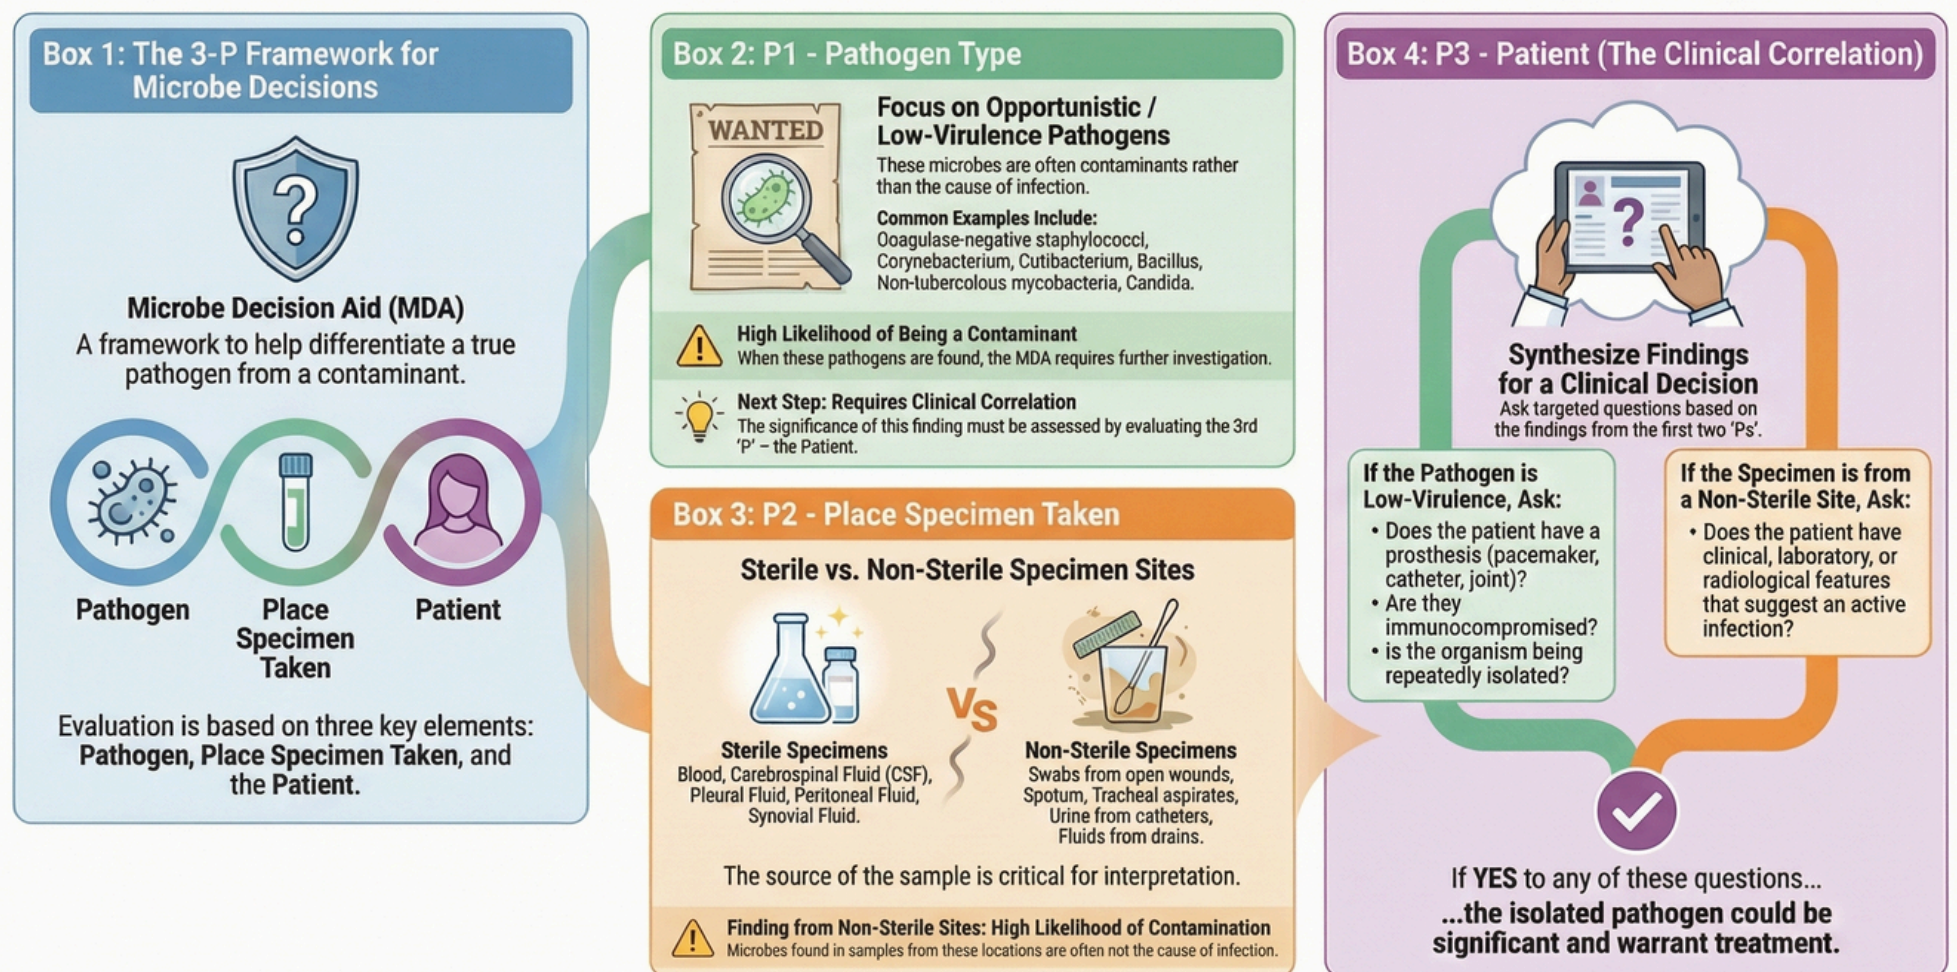 Box 1: The 3-P Framework for
Microbe Decisions
?
Microbe Decision Aid (MDA)
A framework to help differentiate a true
pathogen from a contaminant.
Pathogen
Place
Specimen
Taken
Patient
Evaluation is based on three key elements:
Pathogen, Place Specimen Taken, and
the Patient.
Box 2: P1 - Pathogen Type
WANTED
Focus on Opportunistic /
Low-Virulence Pathogens
These microbes are often contaminants rather
than the cause of infection.
Common Examples Include:
Ooagulase-negative staphylococcl,
Corynebacterium, Cutibacterium, Bacillus,
Non-tubercolous mycobacteria, Candida.
High Likelihood of Being a Contaminant
When these pathogens are found, the MDA requires further investigation.
Next Step: Requires Clinical Correlation
The significance of this finding must be assessed by evaluating the 3rd
'P' – the Patient.
Box 3: P2 - Place Specimen Taken
Sterile vs. Non-Sterile Specimen Sites
VS
Sterile Specimens
Blood, Carebrospinal Fluid (CSF),
Pleural Fluid, Peritoneal Fluid,
Synovial Fluid.
Non-Sterile Specimens
Swabs from open wounds,
Spotum, Tracheal aspirates,
Urine from catheters,
Fluids from drains.
The source of the sample is critical for interpretation.
Finding from Non-Sterile Sites: High Likelihood of Contamination
Microbes found in samples from these locations are often not the cause of infection.
Box 4: P3 - Patient (The Clinical Correlation)
?
Synthesize Findings
for a Clinical Decision
Ask targeted questions based on
the findings from the first two 'Ps'.
If the Pathogen is
Low-Virulence, Ask:
• Does the patient have a
prosthesis (pacemaker,
catheter, joint)?
• Are they
immunocompromised?
• is the organism being
repeatedly isolated?
If the Specimen is from
a Non-Sterile Site, Ask:
• Does the patient have
clinical, laboratory, or
radiological features
that suggest an active
infection?
If YES to any of these questions...
...the isolated pathogen could be
significant and warrant treatment.